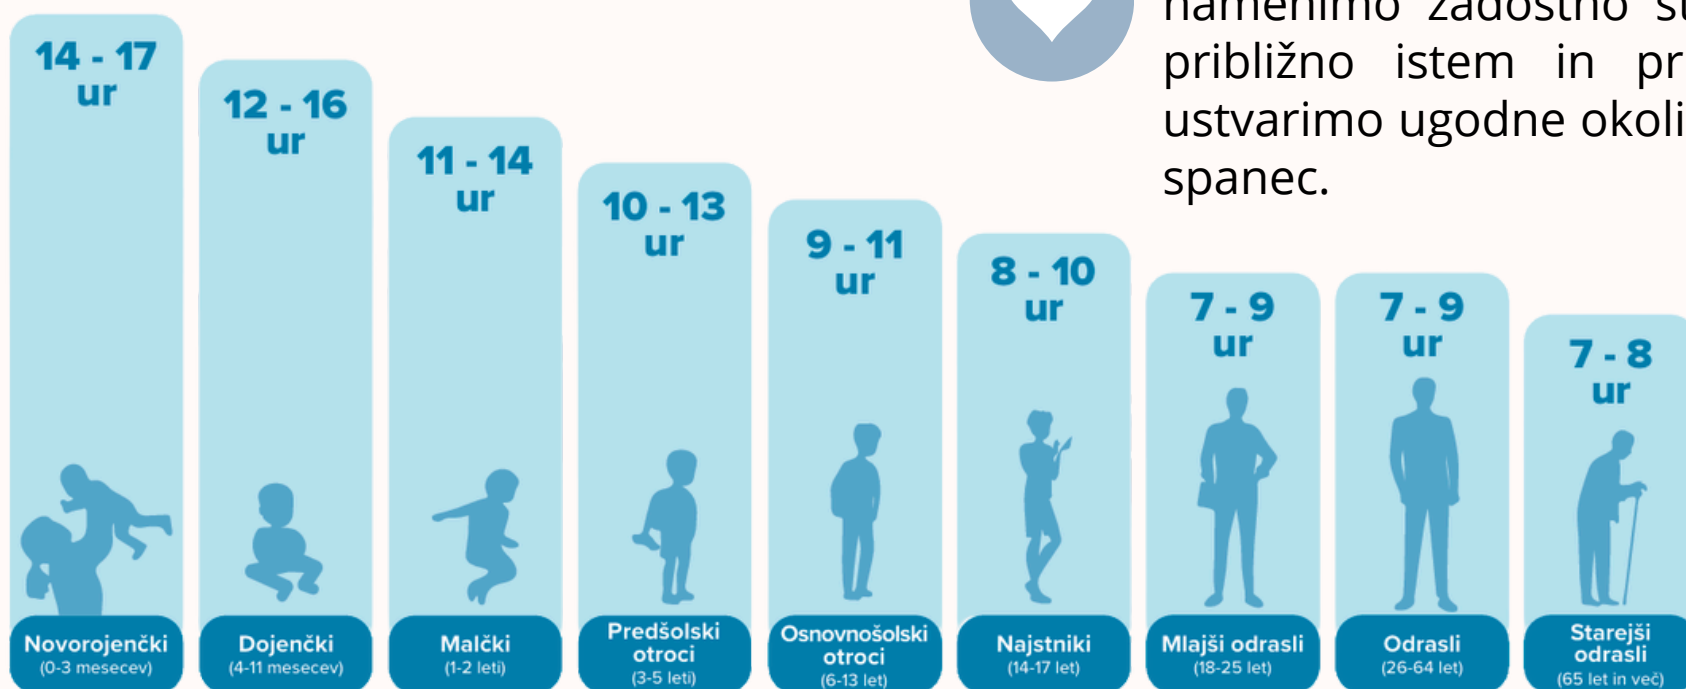 namenimo zadostno
približno istem in
ustvarimo ugodne
spanec.
14 - 17
ur
12 - 16
ur
11 - 14
ur
10 - 13
ur
9 - 11
ur
8 - 10
ur
7 - 9
ur
7 - 9
ur
7 - 8
ur
Novorojenčki
(0-3 mesecev)
Dojenčki
(4-11 mesecev)
Malčki
(1-2 leti)
Predšolski
otroci
(3-5 leti)
Osnovnošolski
otroci
(6-13 let)
Najstniki
(14-17 let)
Mlajši odrasli
(18-25 let)
Odrasli
(26-64 let)
Starejši
odrasli
(65 let in več)